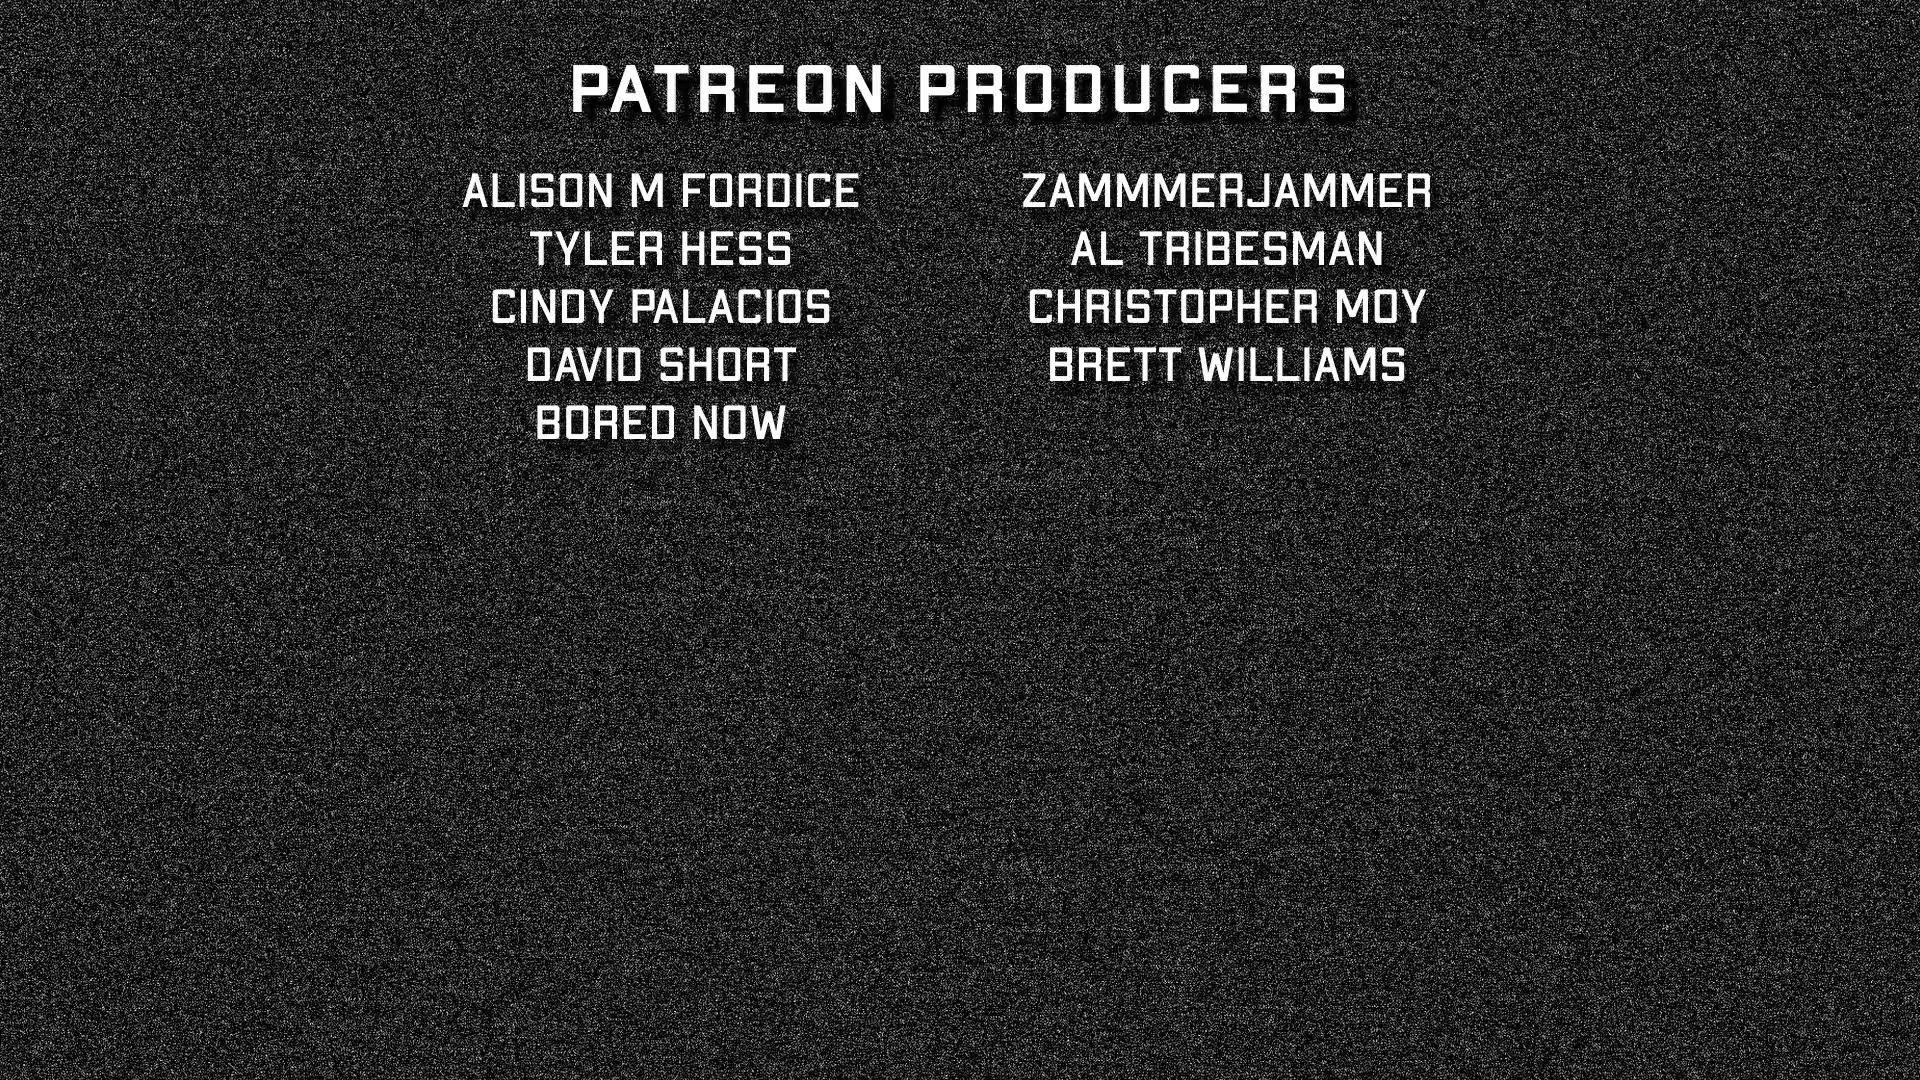 PATREON PRODUCERS
ALISON M FORDICE
TYLER HESS
CINDY PALACIOS
DAVID SHORT
BORED NOW
ZAMMMERJAMMER
AL TRIBESMAN
CHRISTOPHER MOY
BRETT WILLIAMS